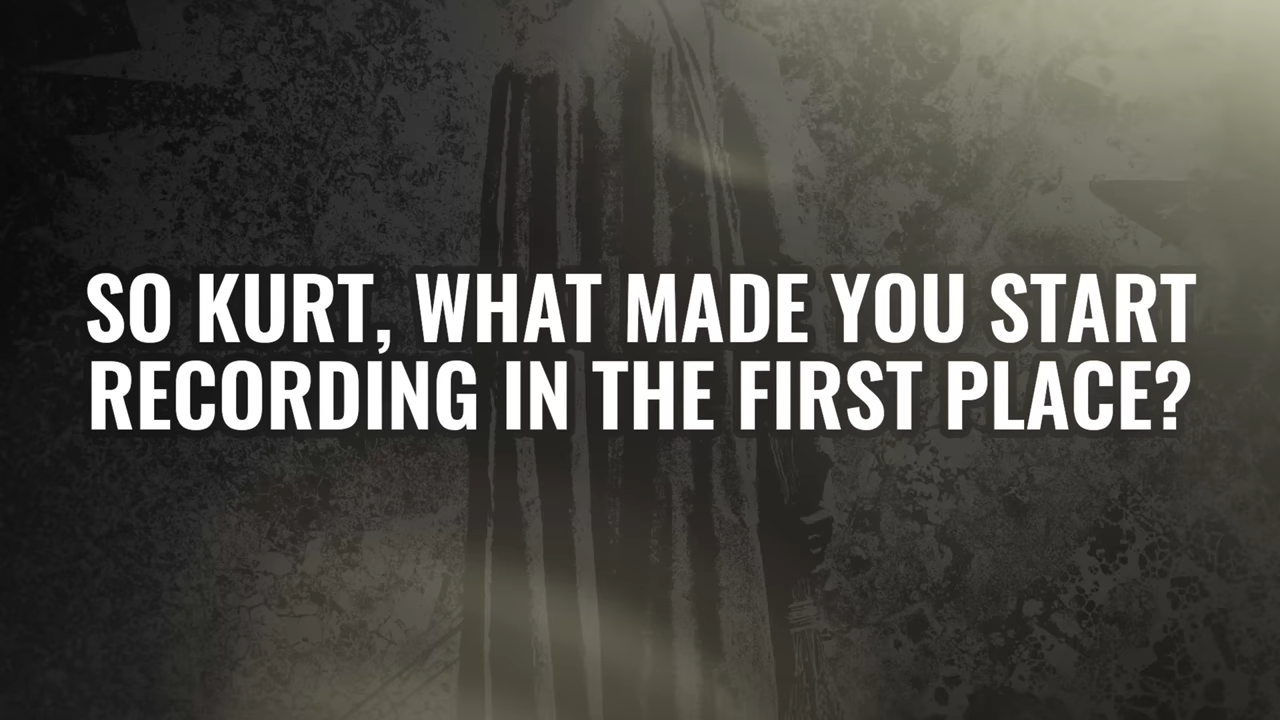 SO KURT, WHAT MADE YOU START
RECORDING IN THE FIRST PLACE?